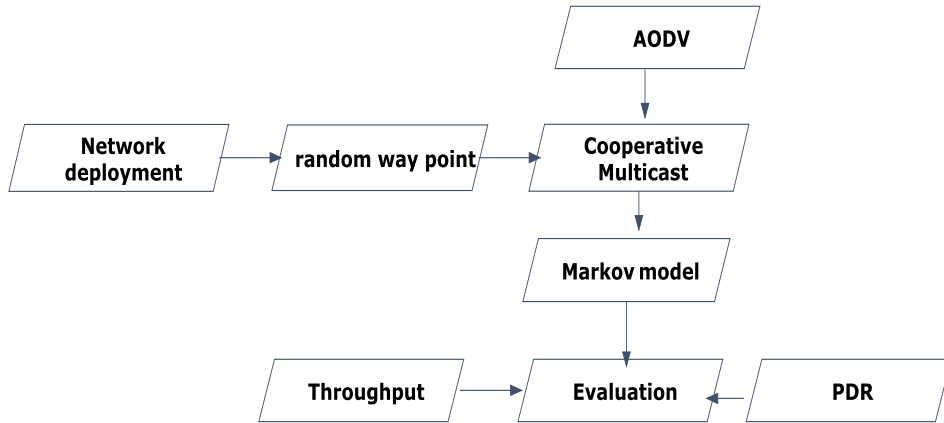 AODV
Network
deployment
random way point
Cooperative
Multicast
Markov model
Throughput
Evaluation
PDR